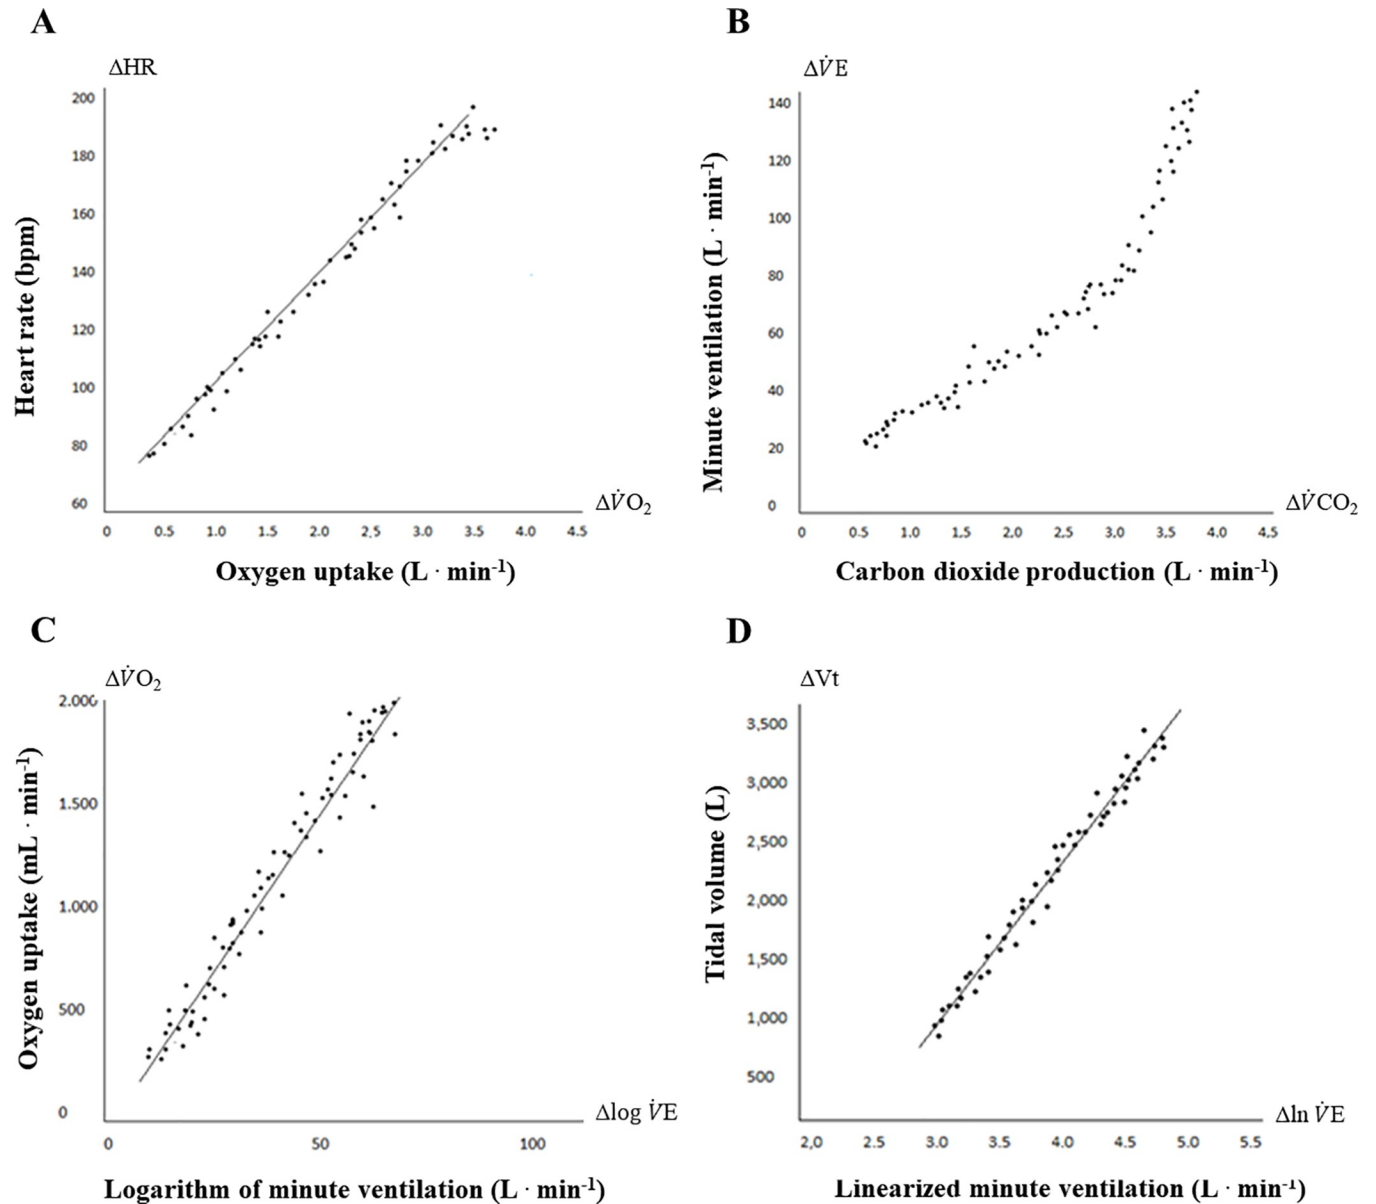 A
ΔHR
200
180
160
140
120
100
80
60
Heart rate (bpm)
0 0.5 1.0 1.5 2.0 2.5 3.0 3.5 4.0 4.5
ΔV̇O₂
Oxygen uptake (L · min⁻¹)
B
ΔV̇E
140
120
100
80
60
40
20
0
Minute ventilation (L · min⁻¹)
0 0.5 1.0 1.5 2.0 2.5 3.0 3.5 4.0 4.5
ΔV̇CO₂
Carbon dioxide production (L · min⁻¹)
C
ΔV̇O₂
2.000
1.500
1.000
500
0
Oxygen uptake (mL · min⁻¹)
0 50 100
Δlog V̇E
Logarithm of minute ventilation (L · min⁻¹)
D
ΔVt
3,500
3,000
2,500
2,000
1,500
1,000
500
Tidal volume (L)
2,0 2.5 3.0 3.5 4.0 4.5 5.0 5.5
Δln V̇E
Linearized minute ventilation (L · min⁻¹)